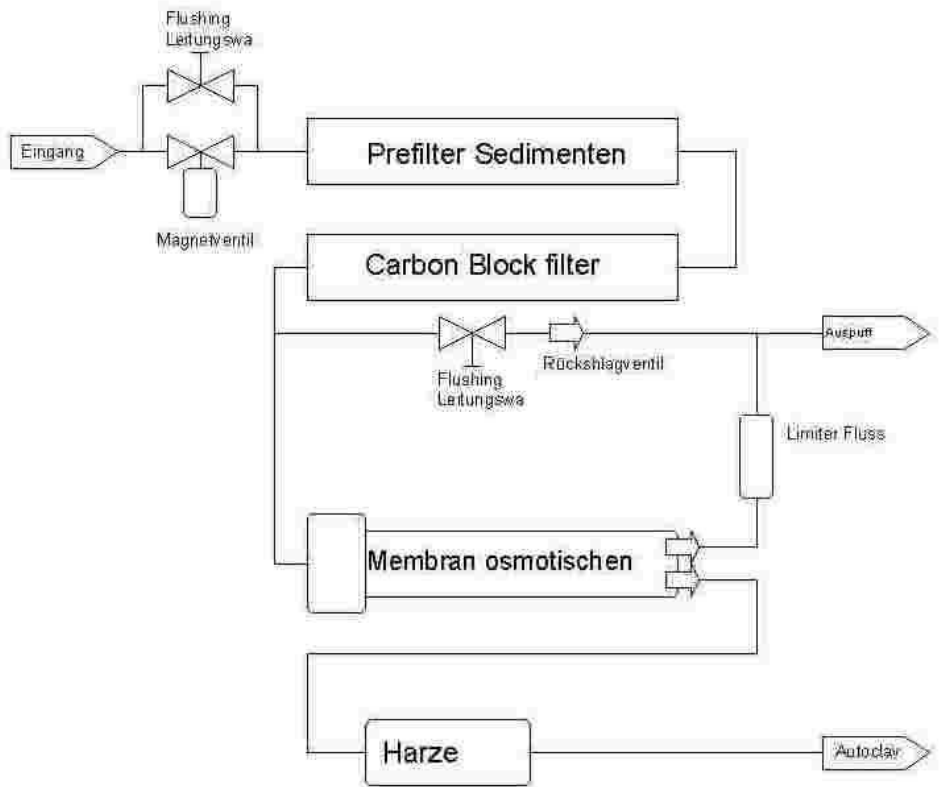 Flushing
Leitungswa
Eingang
Prefilter Sedimenten
Magnetventil
Carbon Block filter
Auspuff
Rückshlagventil
Flushing
Leitungswa
Limiter Fluss
Membran osmotischen
Harze
Autoclav